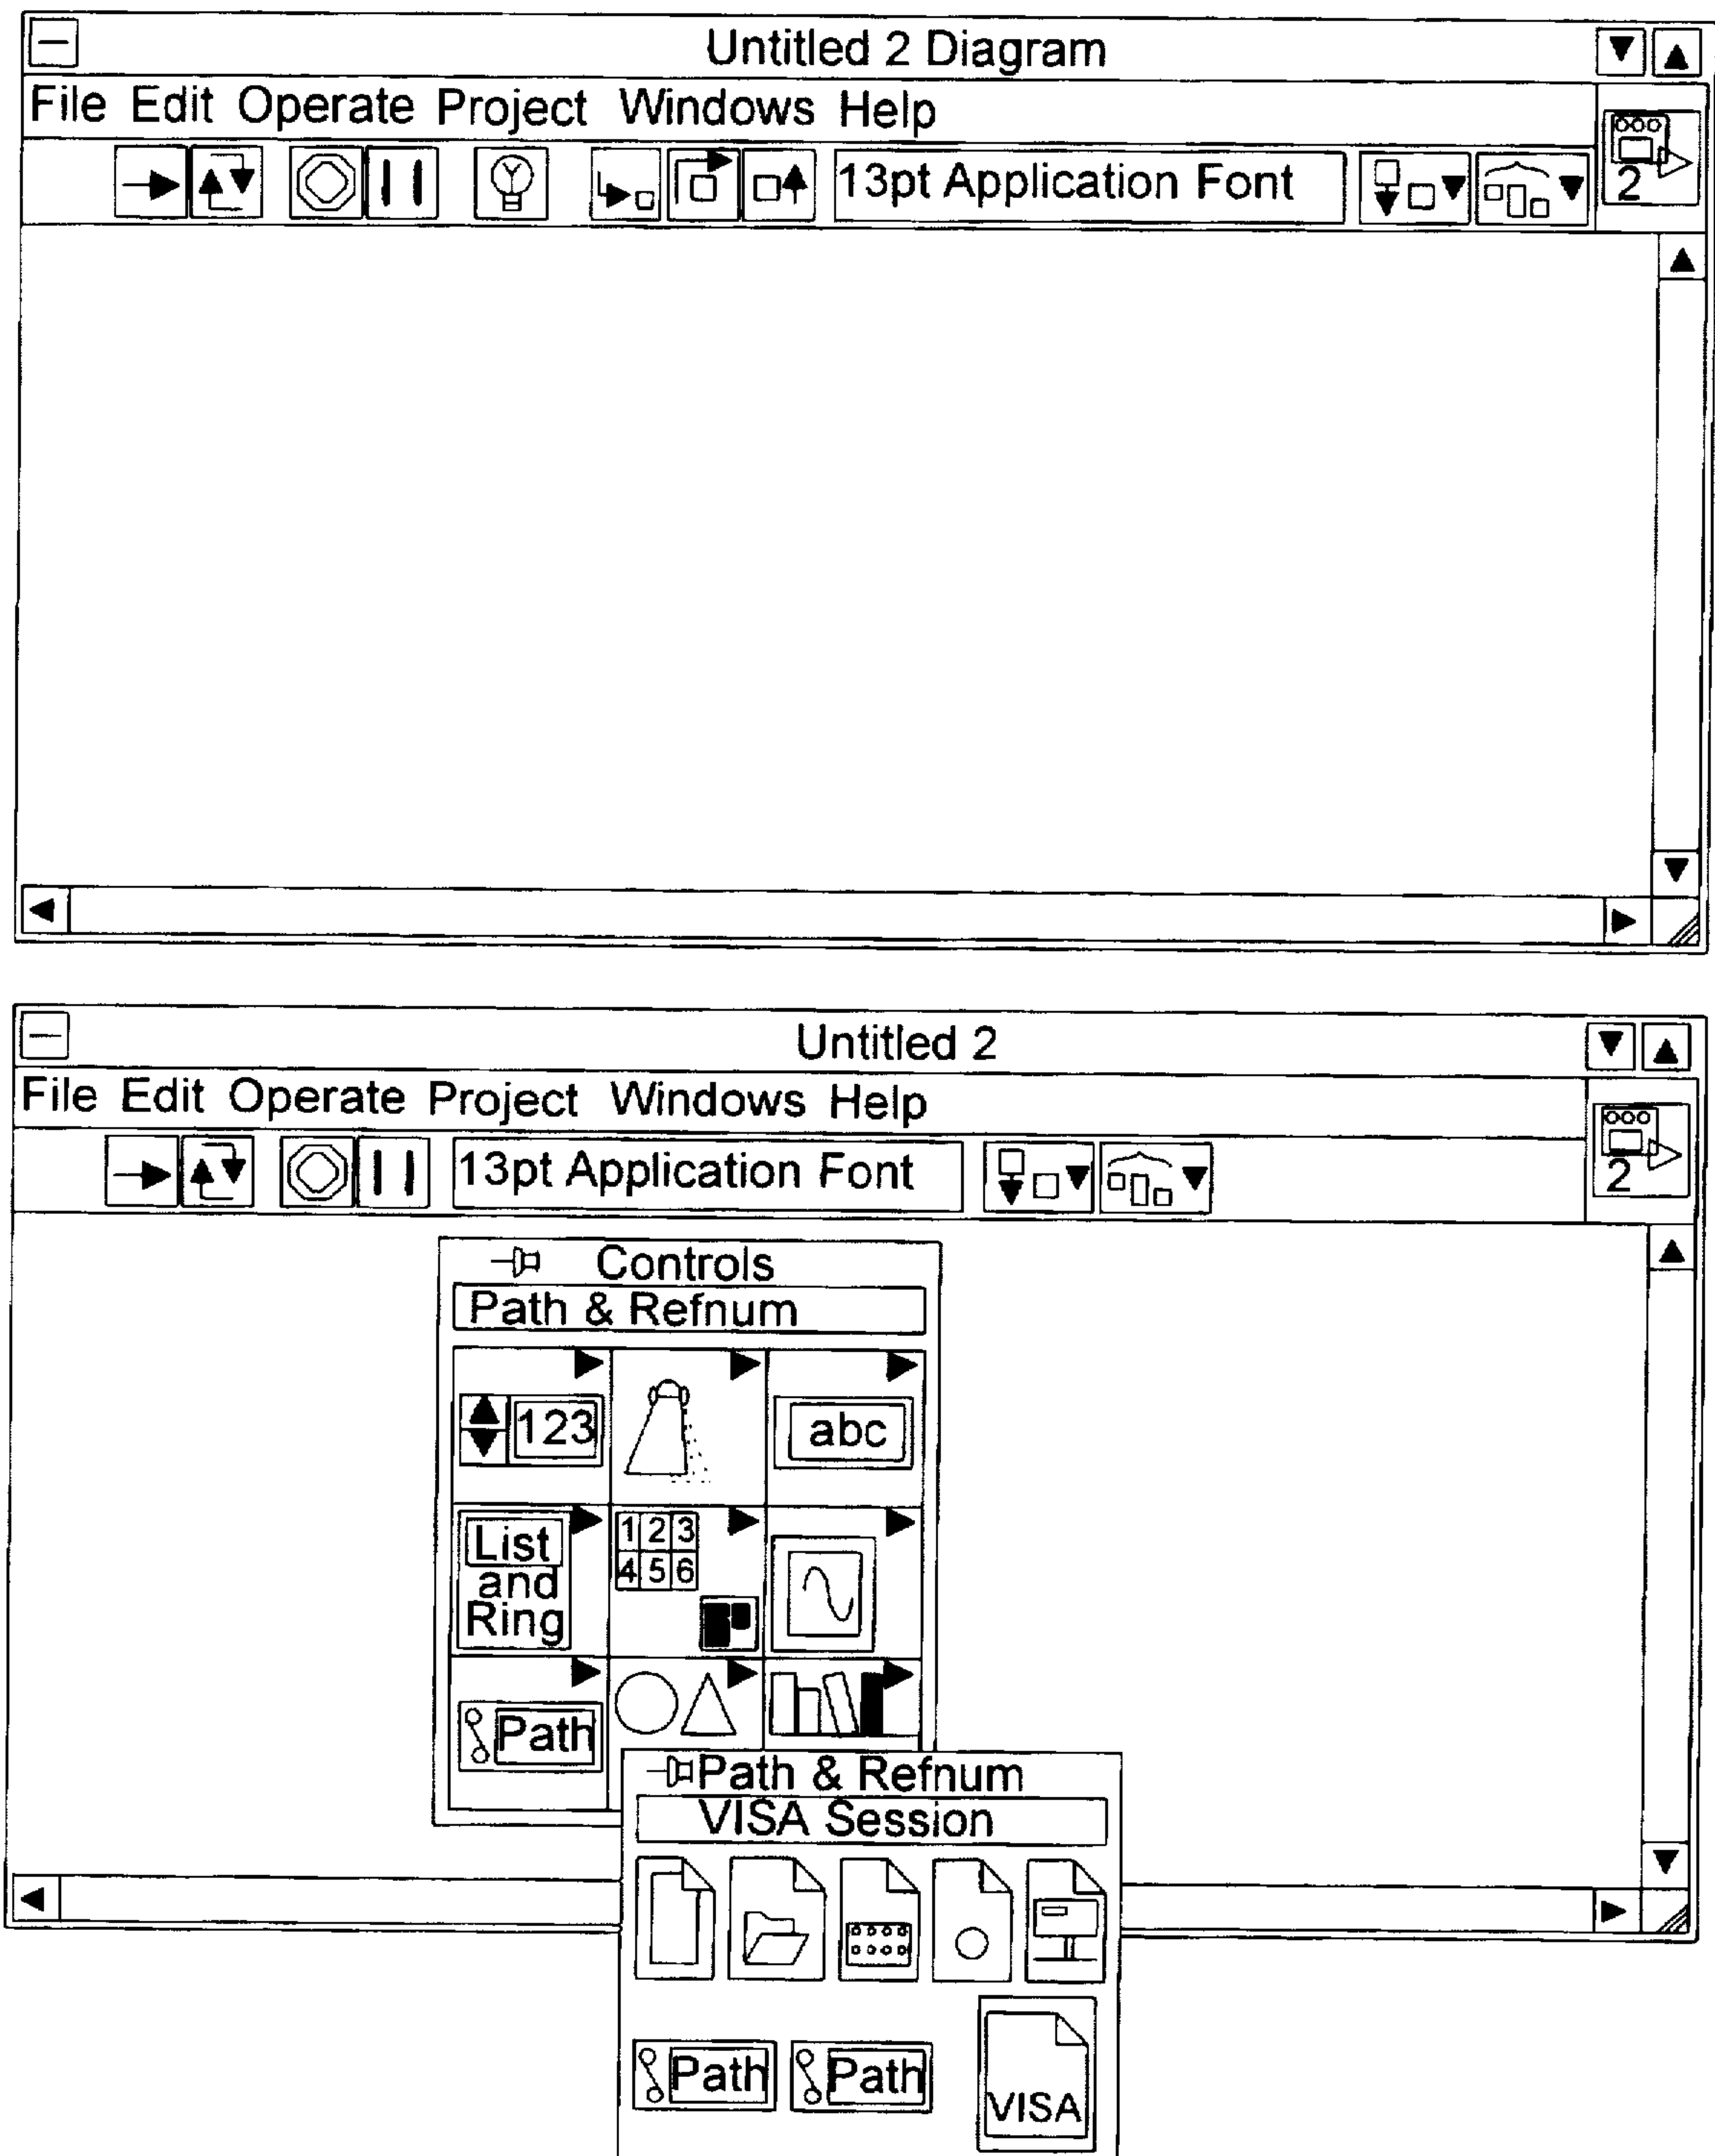 Untitled 2 Diagram
File Edit Operate Project Windows Help
13pt Application Font
2
Untitled 2
File Edit Operate Project Windows Help
13pt Application Font
2
Controls
Path & Refnum
123
abc
List
and
Ring
1 2 3
4 5 6
Path
Path & Refnum
VISA Session
Path Path
VISA